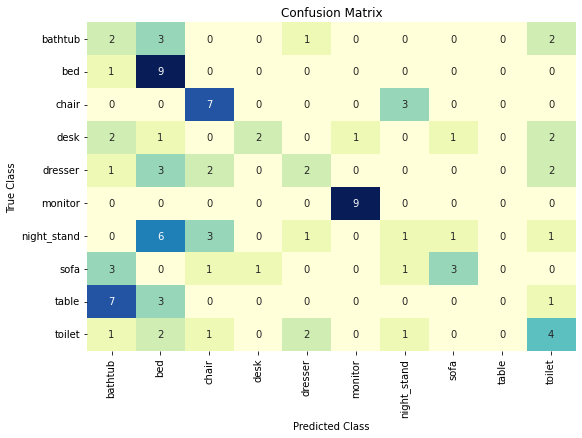 Confusion Matrix
True Class
bathtub 2 3 0 0 1 0 0 0 0 2
bed 1 9 0 0 0 0 0 0 0 0
chair 0 0 7 0 0 0 3 0 0 0
desk 2 1 0 2 0 1 0 1 0 2
dresser 1 3 2 0 2 0 0 0 0 2
monitor 0 0 0 0 0 9 0 0 0 0
night_stand 0 6 3 0 1 0 1 1 0 1
sofa 3 0 1 1 0 0 1 3 0 0
table 7 3 0 0 0 0 0 0 0 1
toilet 1 2 1 0 2 0 1 0 0 4
bathtub bed chair desk dresser monitor night_stand sofa table toilet
Predicted Class